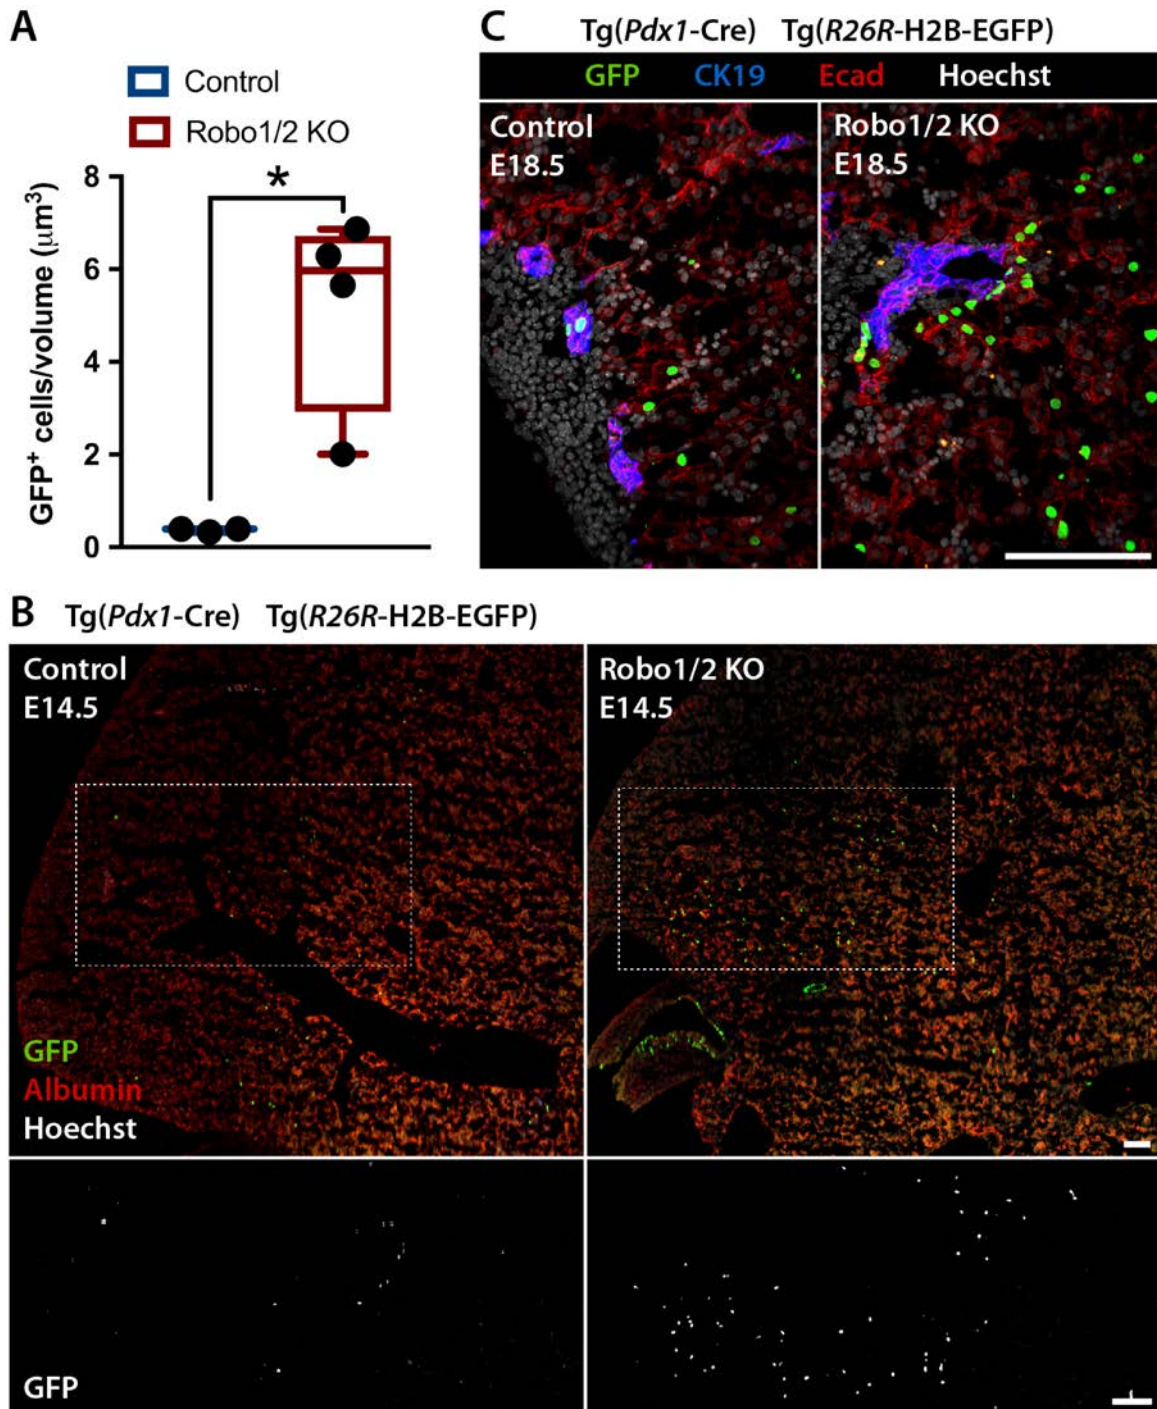 A
Control
Robo1/2 KO
*
8
6
4
2
0
GFP⁺ cells/volume (μm³)
C
Tg(Pdx1-Cre) Tg(R26R-H2B-EGFP)
GFP CK19 Ecad Hoechst
Control
E18.5
Robo1/2 KO
E18.5
B Tg(Pdx1-Cre) Tg(R26R-H2B-EGFP)
Control
E14.5
Robo1/2 KO
E14.5
GFP
Albumin
Hoechst
GFP